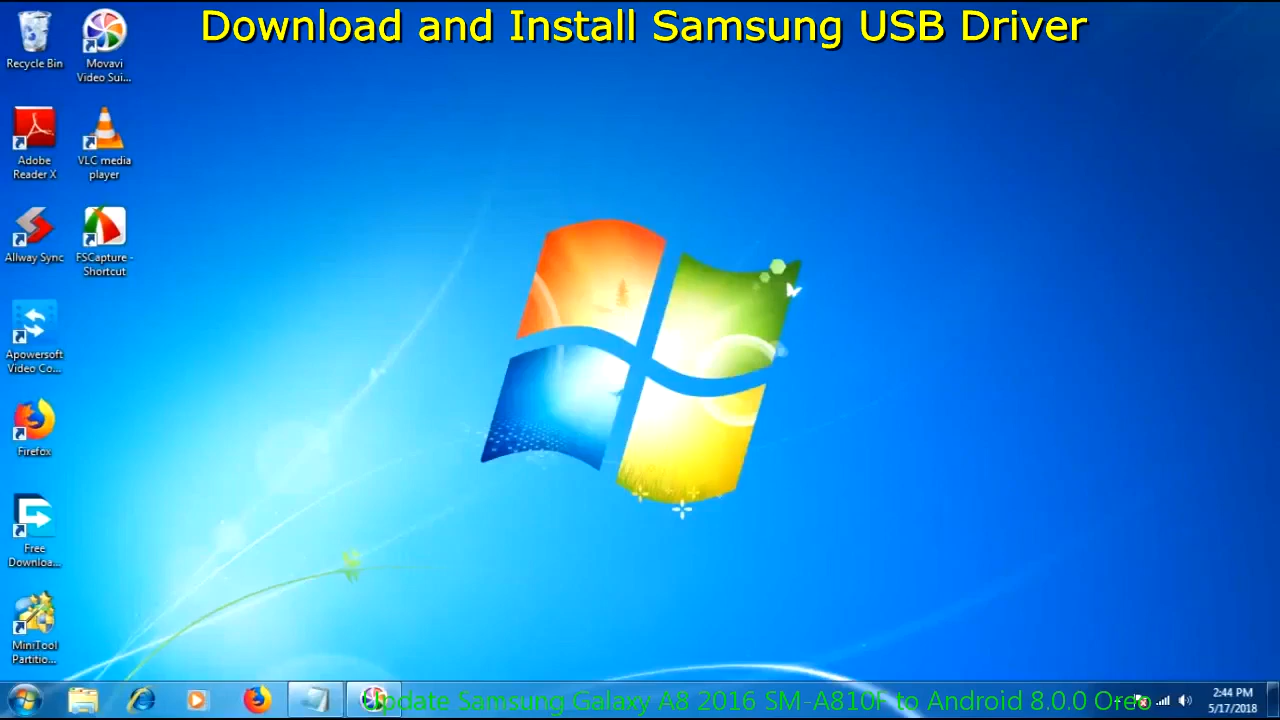 Download and Install Samsung USB Driver
Recycle Bin
Movavi
Video Sui...
Adobe
Reader X
VLC media
player
Allway Sync
FSCapture -
Shortcut
Apowersoft
Video Co...
Firefox
Free
Downloa...
MiniTool
Partitio...
Update Samsung Galaxy A8 2016 SM-A810F to Android 8.0.0 Oreo
2:44 PM
5/17/2018